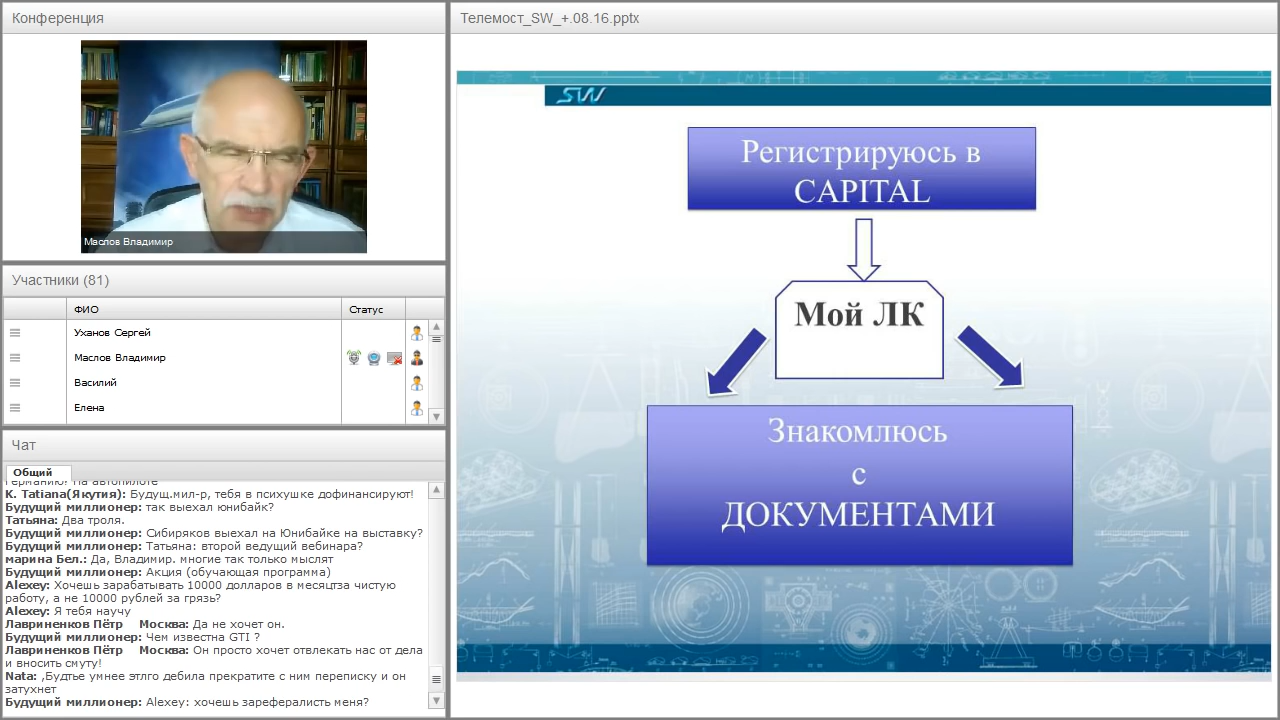 Конференция
Маслов Владимир
Участники (81)
ФИО
Статус
Уханов Сергей
Маслов Владимир
Василий
Елена
Чат
Общий
Германию! На автопилоте
K. Tatiana(Якутия): Будущ.мил-р, тебя в психушке дофинансируют!
Будущий миллионер: так выехал юнибайк?
Татьяна: Два троля.
Будущий миллионер: Сибиряков выехал на Юнибайке на выставку?
Будущий миллионер: Татьяна: второй ведущий вебинара?
марина Бел.: Да, Владимир. многие так только мыслят
Будущий миллионер: Акция (обучающая программа)
Alexey: Хочешь зарабатывать 10000 долларов в месяцтза чистую
работу, а не 10000 рублей за грязь?
Alexey: Я тебя научу
Лавриненков Пётр Москва: Да не хочет он.
Будущий миллионер: Чем известна GTI ?
Лавриненков Пётр Москва: Он просто хочет отвлекать нас от дела
и вносить смуту!
Nata: ,Будтье умнее этлго дебила прекратите с ним переписку и он
затухнет
Будущий миллионер: Alexey: хочешь зарефералисть меня?
Телемост_SW_+.08.16.pptx
SW
Регистрируюсь в
CAPITAL
Мой ЛК
Знакомлюсь
с
ДОКУМЕНТАМИ